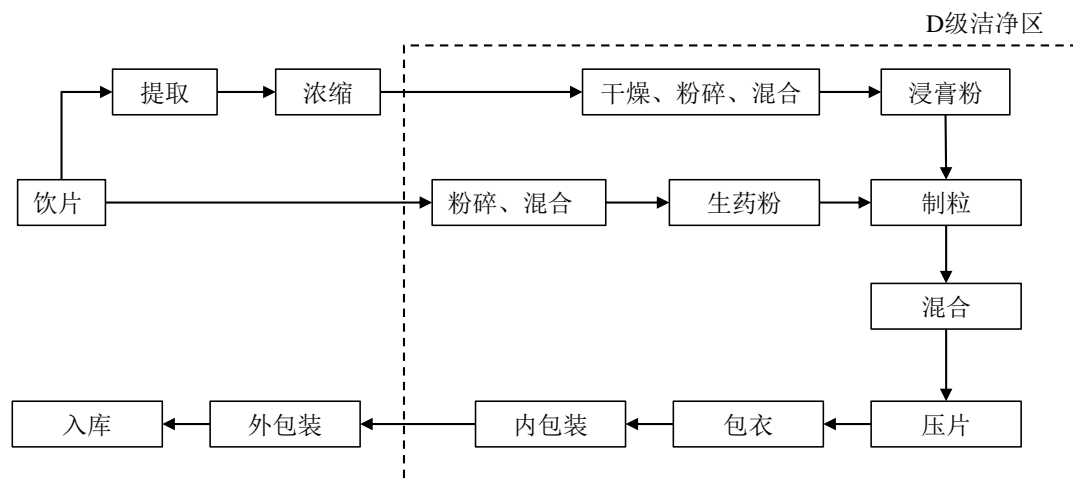 D级洁净区
提取
浓缩
干燥、粉碎、混合
浸膏粉
饮片
粉碎、混合
生药粉
制粒
混合
入库
外包装
内包装
包衣
压片